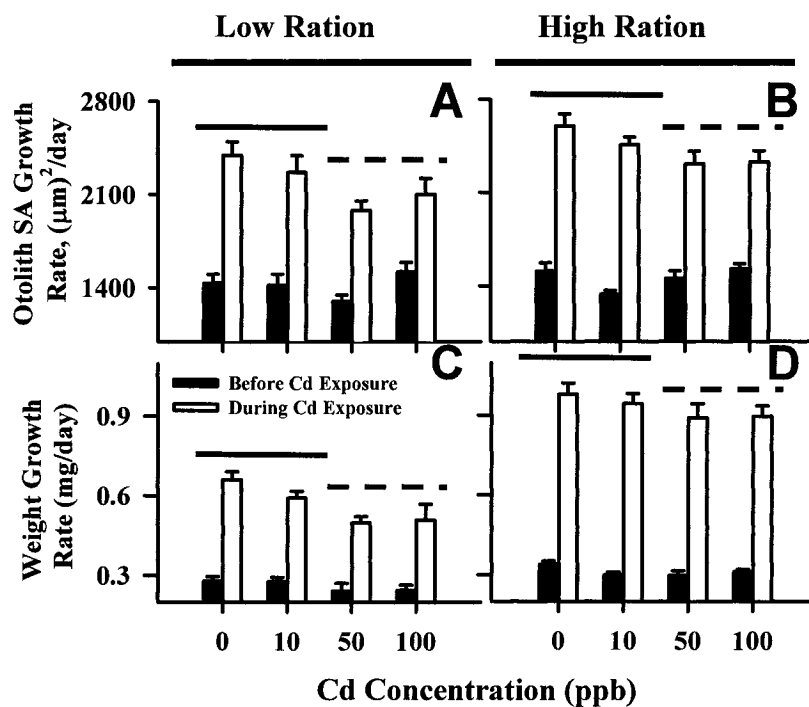 Low Ration
High Ration
A
B
2800
2100
1400
Otolith SA Growth
Rate, (μm)²/day
C
D
Before Cd Exposure
During Cd Exposure
0.9
0.6
0.3
Weight Growth
Rate (mg/day)
0 10 50 100
0 10 50 100
Cd Concentration (ppb)